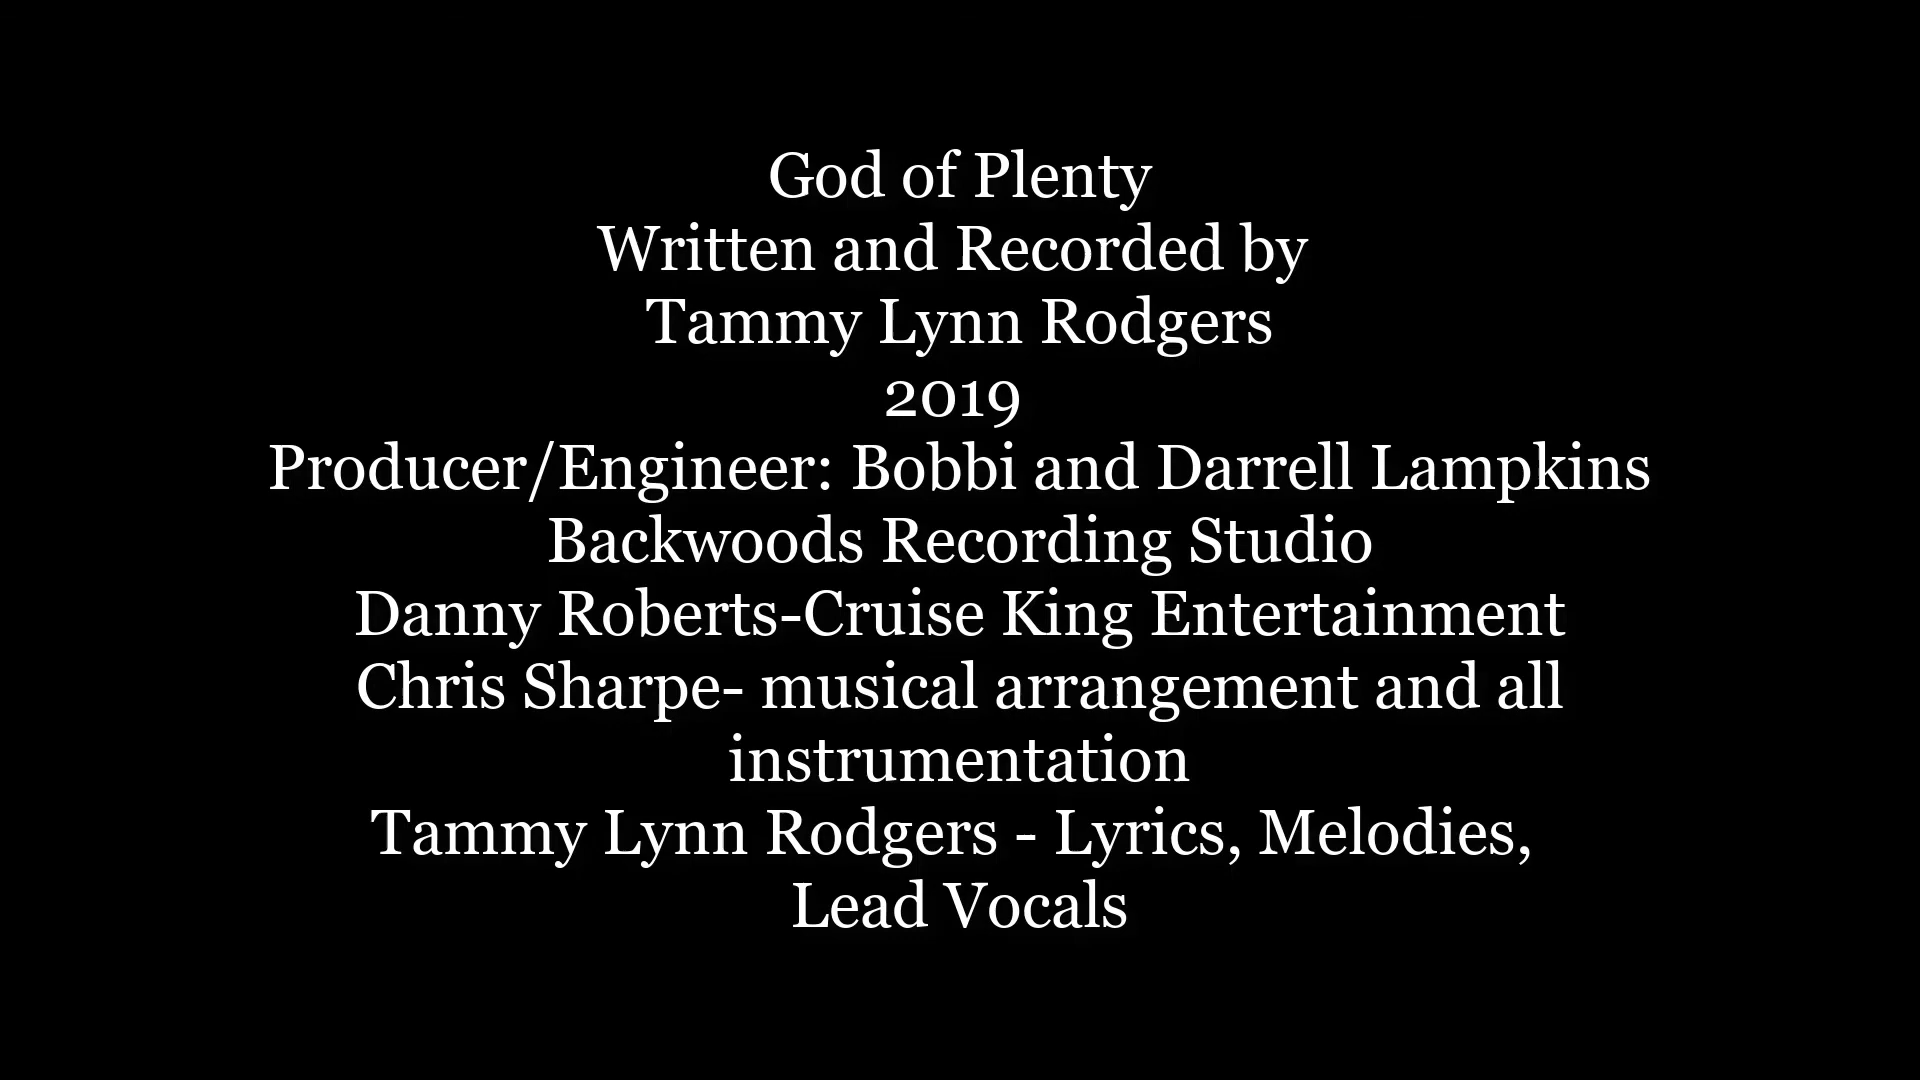 God of Plenty
Written and Recorded by
Tammy Lynn Rodgers
2019
Producer/Engineer: Bobbi and Darrell Lampkins
Backwoods Recording Studio
Danny Roberts-Cruise King Entertainment
Chris Sharpe- musical arrangement and all
instrumentation
Tammy Lynn Rodgers - Lyrics, Melodies,
Lead Vocals